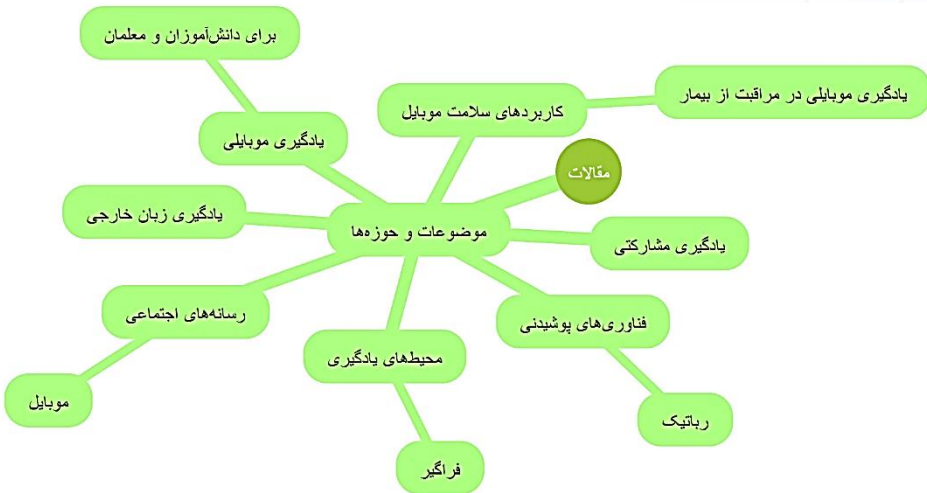 برای دانش‌آموزان و معلمان
یادگیری موبایلی در مراقبت از بیمار
کاربردهای سلامت موبایل
یادگیری موبایلی
مقالات
یادگیری زبان خارجی
موضوعات و حوزه‌ها
یادگیری مشارکتی
رسانه‌های اجتماعی
فناوری‌های پوشیدنی
محیط‌های یادگیری
موبایل
رباتیک
فراگیر